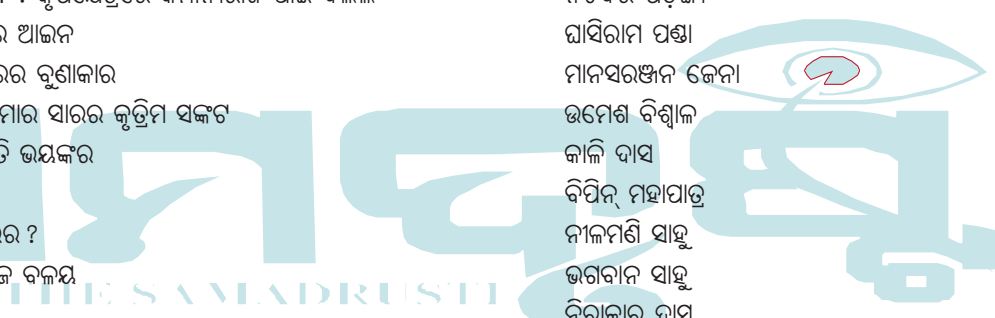 ର ଆଇନ ଘାସିରାମ ପଣ୍ଡା
ରର ବୁଣାକାର ମାନସରଞ୍ଜନ ଜେନା
ମାର ସାରର କୃତ୍ରିମ ସଙ୍କଟ ଉମେଶ ବିଶ୍ୱାଳ
ତି ଭୟଙ୍କର କାଳି ଦାସ
ବିପିନ୍ ମହାପାତ୍ର
ର ? ନୀଳମଣି ସାହୁ
ଜ ବଳୟ ଭଗବାନ ସାହୁ
THE SAMADRUSTI
ନିରାକାର ଦାସ